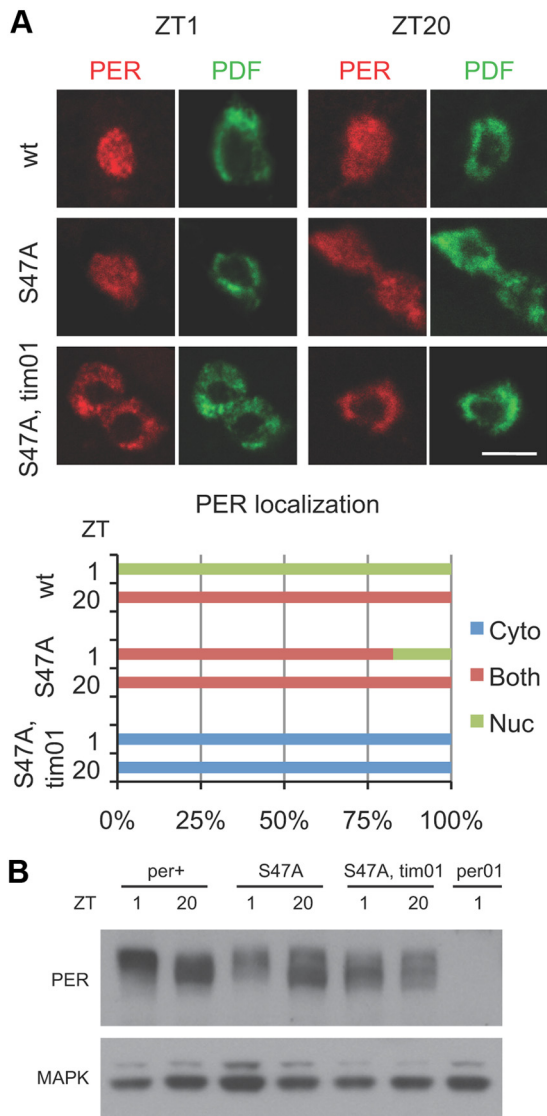 A
ZT1 ZT20
PER PDF PER PDF
wt
S47A
S47A, tim01
PER localization
ZT
wt
1
20
S47A
1
20
S47A, tim01
1
20
0% 25% 50% 75% 100%
Cyto
Both
Nuc
B
per+ S47A S47A, tim01 per01
ZT 1 20 1 20 1 20 1
PER
MAPK